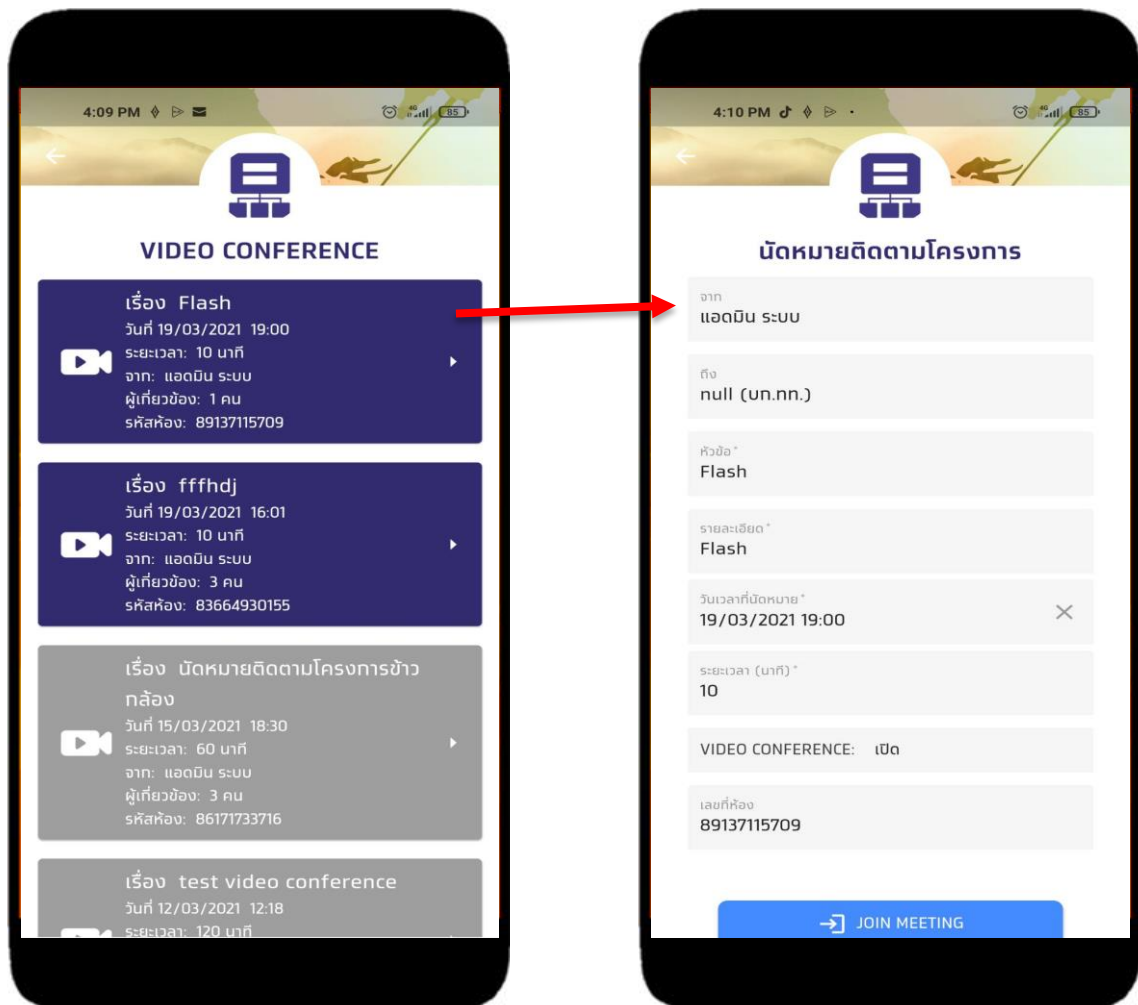 4:09 PM
4G
85
VIDEO CONFERENCE
เรื่อง Flash
วันที่ 19/03/2021 19:00
ระยะเวลา: 10 นาที
จาก: แอดมิน ระบบ
ผู้เกี่ยวข้อง: 1 คน
รหัสห้อง: 89137115709
เรื่อง fffhdj
วันที่ 19/03/2021 16:01
ระยะเวลา: 10 นาที
จาก: แอดมิน ระบบ
ผู้เกี่ยวข้อง: 3 คน
รหัสห้อง: 83664930155
เรื่อง นัดหมายติดตามโครงการข้าว
กล้อง
วันที่ 15/03/2021 18:30
ระยะเวลา: 60 นาที
จาก: แอดมิน ระบบ
ผู้เกี่ยวข้อง: 3 คน
รหัสห้อง: 86171733716
เรื่อง test video conference
วันที่ 12/03/2021 12:18
ระยะเวลา: 120 นาที
4:10 PM
4G
85
นัดหมายติดตามโครงการ
จาก
แอดมิน ระบบ
ถึง
null (บก.ทท.)
หัวข้อ *
Flash
รายละเอียด *
Flash
วันเวลาที่นัดหมาย *
19/03/2021 19:00
ระยะเวลา (นาที) *
10
VIDEO CONFERENCE: เปิด
เลขที่ห้อง
89137115709
JOIN MEETING